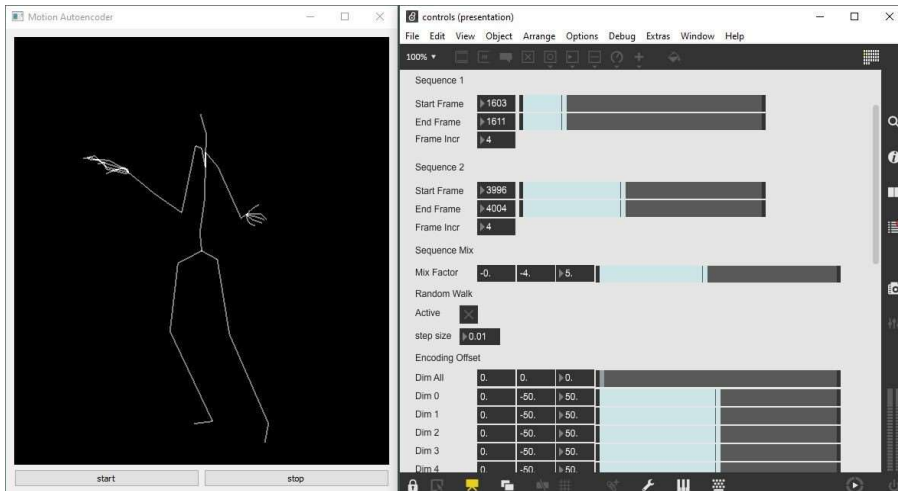 Motion Autoencoder
start stop
controls (presentation)
File Edit View Object Arrange Options Debug Extras Window Help
100%
Sequence 1
Start Frame 1603
End Frame 1611
Frame Incr 4
Sequence 2
Start Frame 3996
End Frame 4004
Frame Incr 4
Sequence Mix
Mix Factor -0. -4. 5.
Random Walk
Active
step size 0.01
Encoding Offset
Dim All 0. 0. 0.
Dim 0 0. -50. 50.
Dim 1 0. -50. 50.
Dim 2 0. -50. 50.
Dim 3 0. -50. 50.
Dim 4 0. -50. 50.